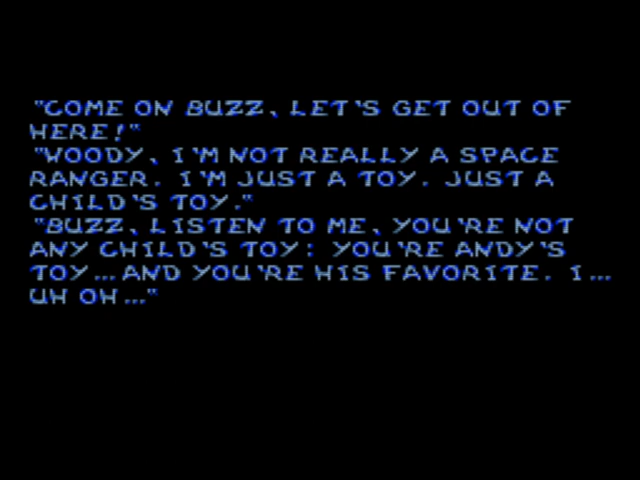 "COME ON BUZZ, LET'S GET OUT OF
HERE!"
"WOODY, I'M NOT REALLY A SPACE
RANGER. I'M JUST A TOY. JUST A
CHILD'S TOY."
"BUZZ, LISTEN TO ME, YOU'RE NOT
ANY CHILD'S TOY: YOU'RE ANDY'S
TOY...AND YOU'RE HIS FAVORITE. I...
UH OH..."